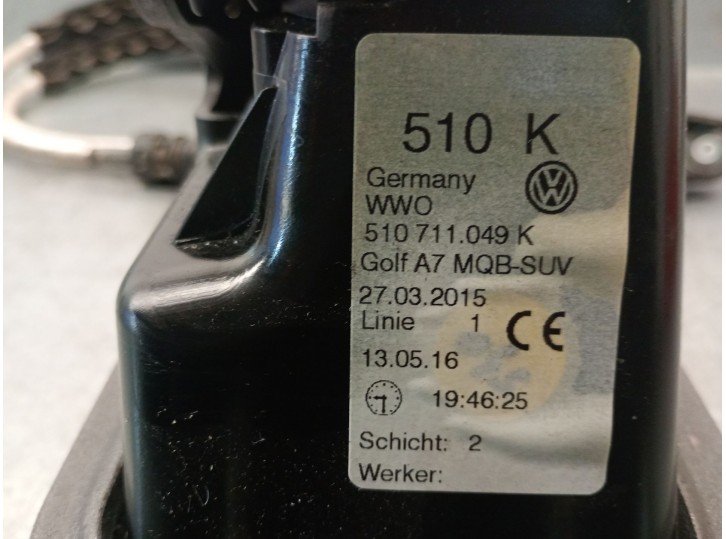 510 K
Germany
WWO
510 711.049 K
Golf A7 MQB-SUV
27.03.2015
Linie 1 CE
13.05.16
19:46:25
Schicht: 2
Werker: